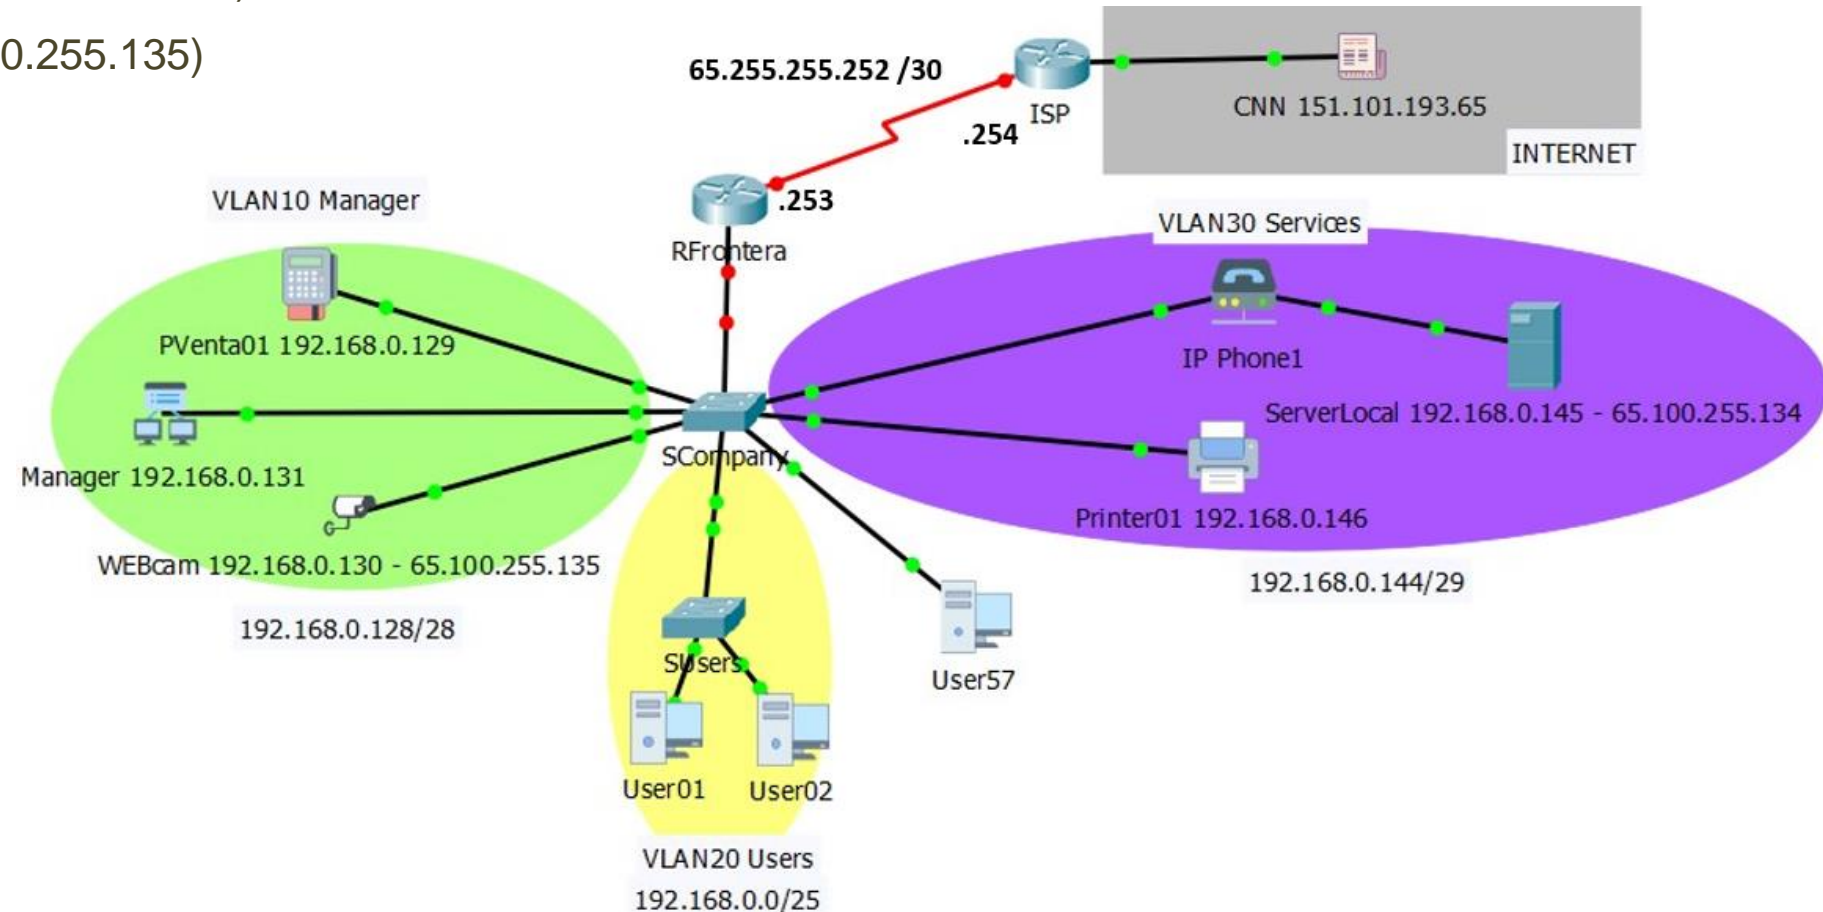 0.255.135)
65.255.255.252 /30
ISP
CNN 151.101.193.65
.254
INTERNET
VLAN10 Manager
.253
VLAN30 Services
RFrontera
PVenta01 192.168.0.129
IP Phone1
ServerLocal 192.168.0.145 - 65.100.255.134
SCompany
Manager 192.168.0.131
Printer01 192.168.0.146
WEBcam 192.168.0.130 - 65.100.255.135
192.168.0.144/29
192.168.0.128/28
SUsers
User57
User01
User02
VLAN20 Users
192.168.0.0/25